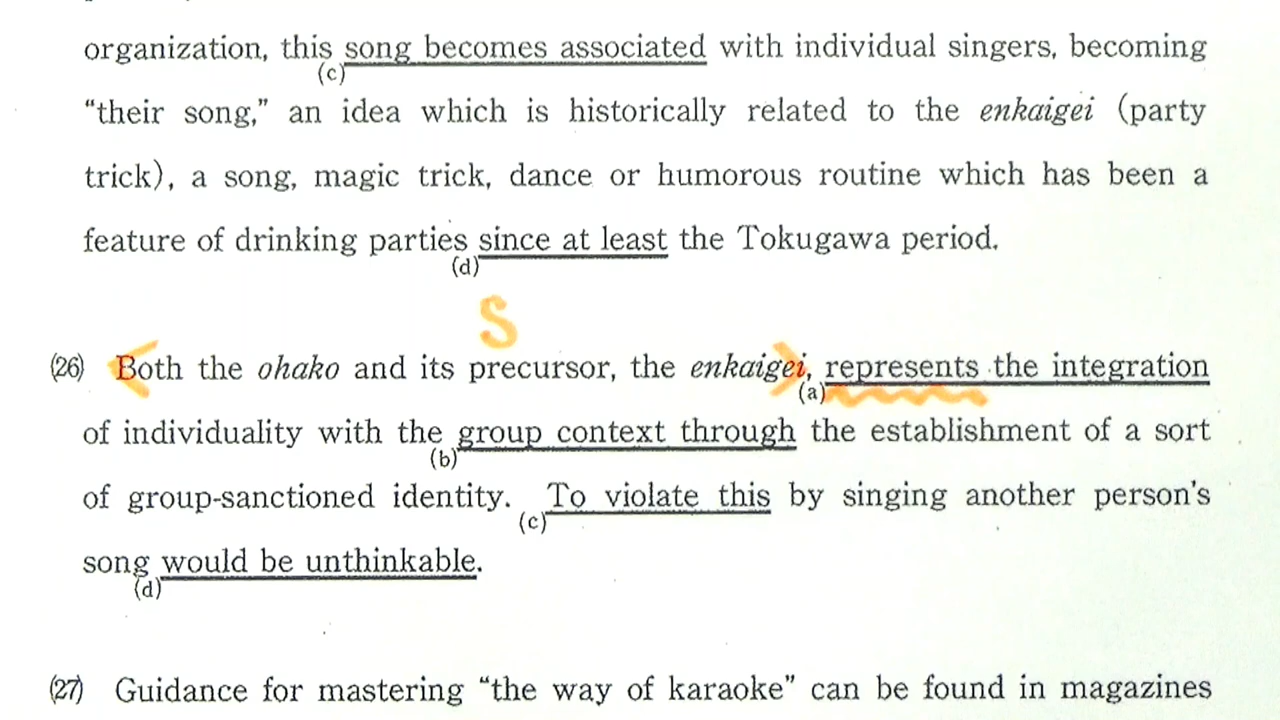 organization, this song becomes associated with individual singers, becoming
(c)
“their song,” an idea which is historically related to the enkaigei (party
trick), a song, magic trick, dance or humorous routine which has been a
feature of drinking parties since at least the Tokugawa period.
(d)
S
(26) Both the ohako and its precursor, the enkaigei, represents the integration
(a)
of individuality with the group context through the establishment of a sort
(b)
of group-sanctioned identity. To violate this by singing another person's
(c)
song would be unthinkable.
(d)
(27) Guidance for mastering “the way of karaoke” can be found in magazines